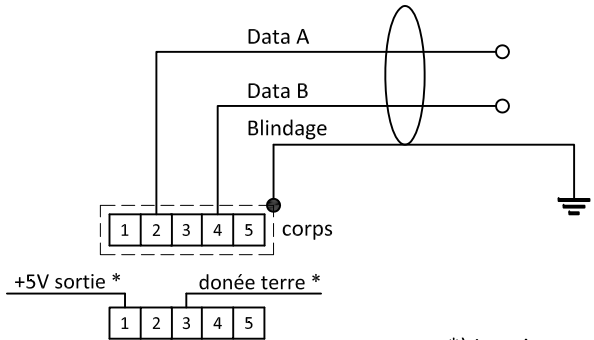 Data A
Data B
Blindage
1 2 3 4 5
corps
+5V sortie * donée terre *
1 2 3 4 5